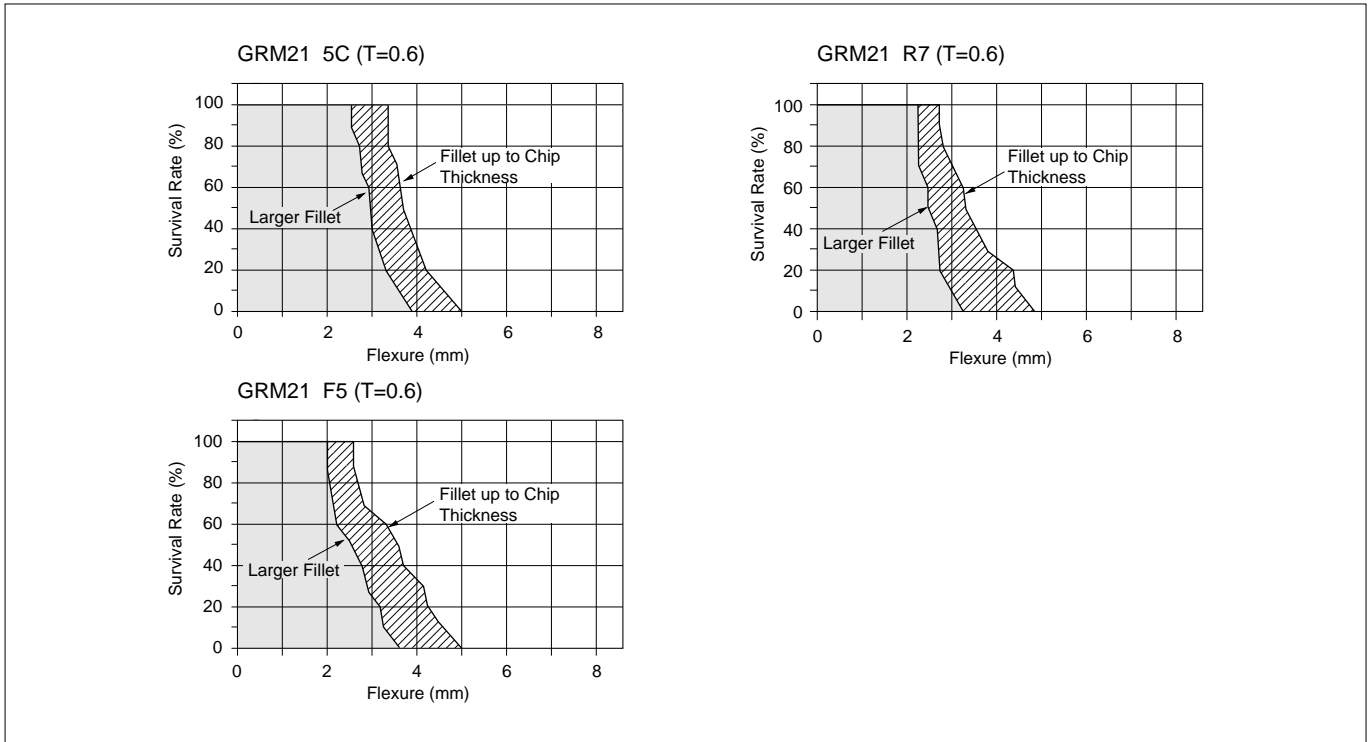 GRM21 5C (T=0.6)
Survival Rate (%)
100
80
60
40
20
0
Fillet up to Chip
Thickness
Larger Fillet
0 2 4 6 8
Flexure (mm)
GRM21 R7 (T=0.6)
Survival Rate (%)
100
80
60
40
20
0
Fillet up to Chip
Thickness
Larger Fillet
0 2 4 6 8
Flexure (mm)
GRM21 F5 (T=0.6)
Survival Rate (%)
100
80
60
40
20
0
Fillet up to Chip
Thickness
Larger Fillet
0 2 4 6 8
Flexure (mm)